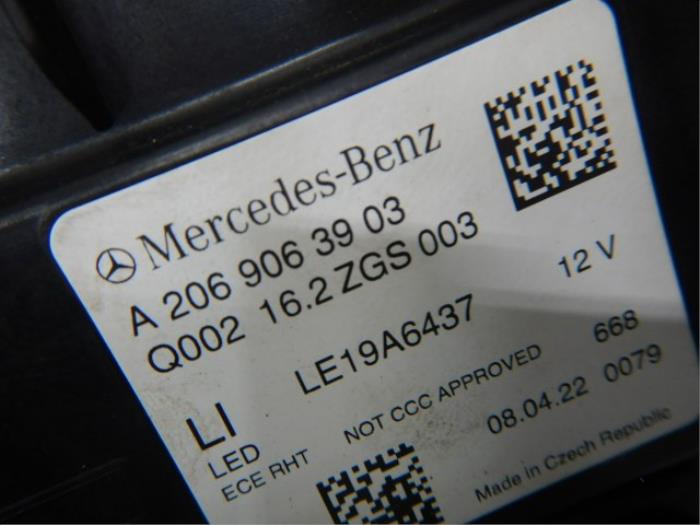 Mercedes-Benz
A 206 906 39 03
Q002 16.2 ZGS 003
LE19A6437 12 V
LI
LED NOT CCC APPROVED 668
ECE RHT 08.04.22 0079
Made in Czech Republic